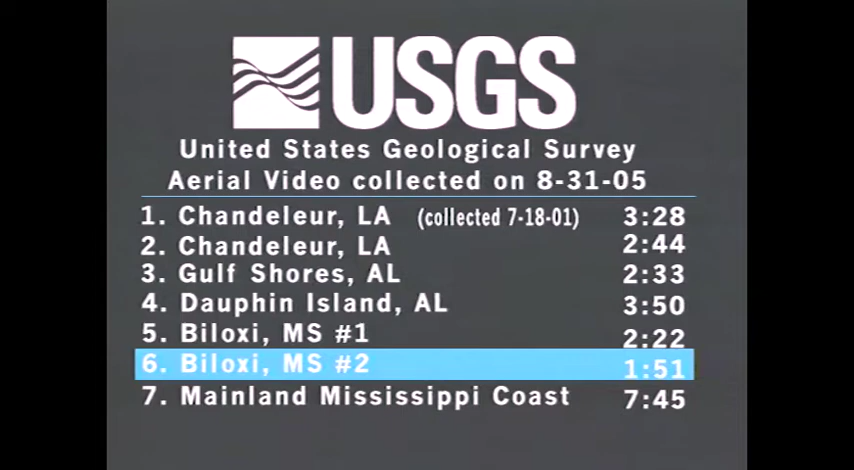 USGS
United States Geological Survey
Aerial Video collected on 8-31-05
1. Chandeleur, LA (collected 7-18-01) 3:28
2. Chandeleur, LA 2:44
3. Gulf Shores, AL 2:33
4. Dauphin Island, AL 3:50
5. Biloxi, MS #1 2:22
6. Biloxi, MS #2 1:51
7. Mainland Mississippi Coast 7:45